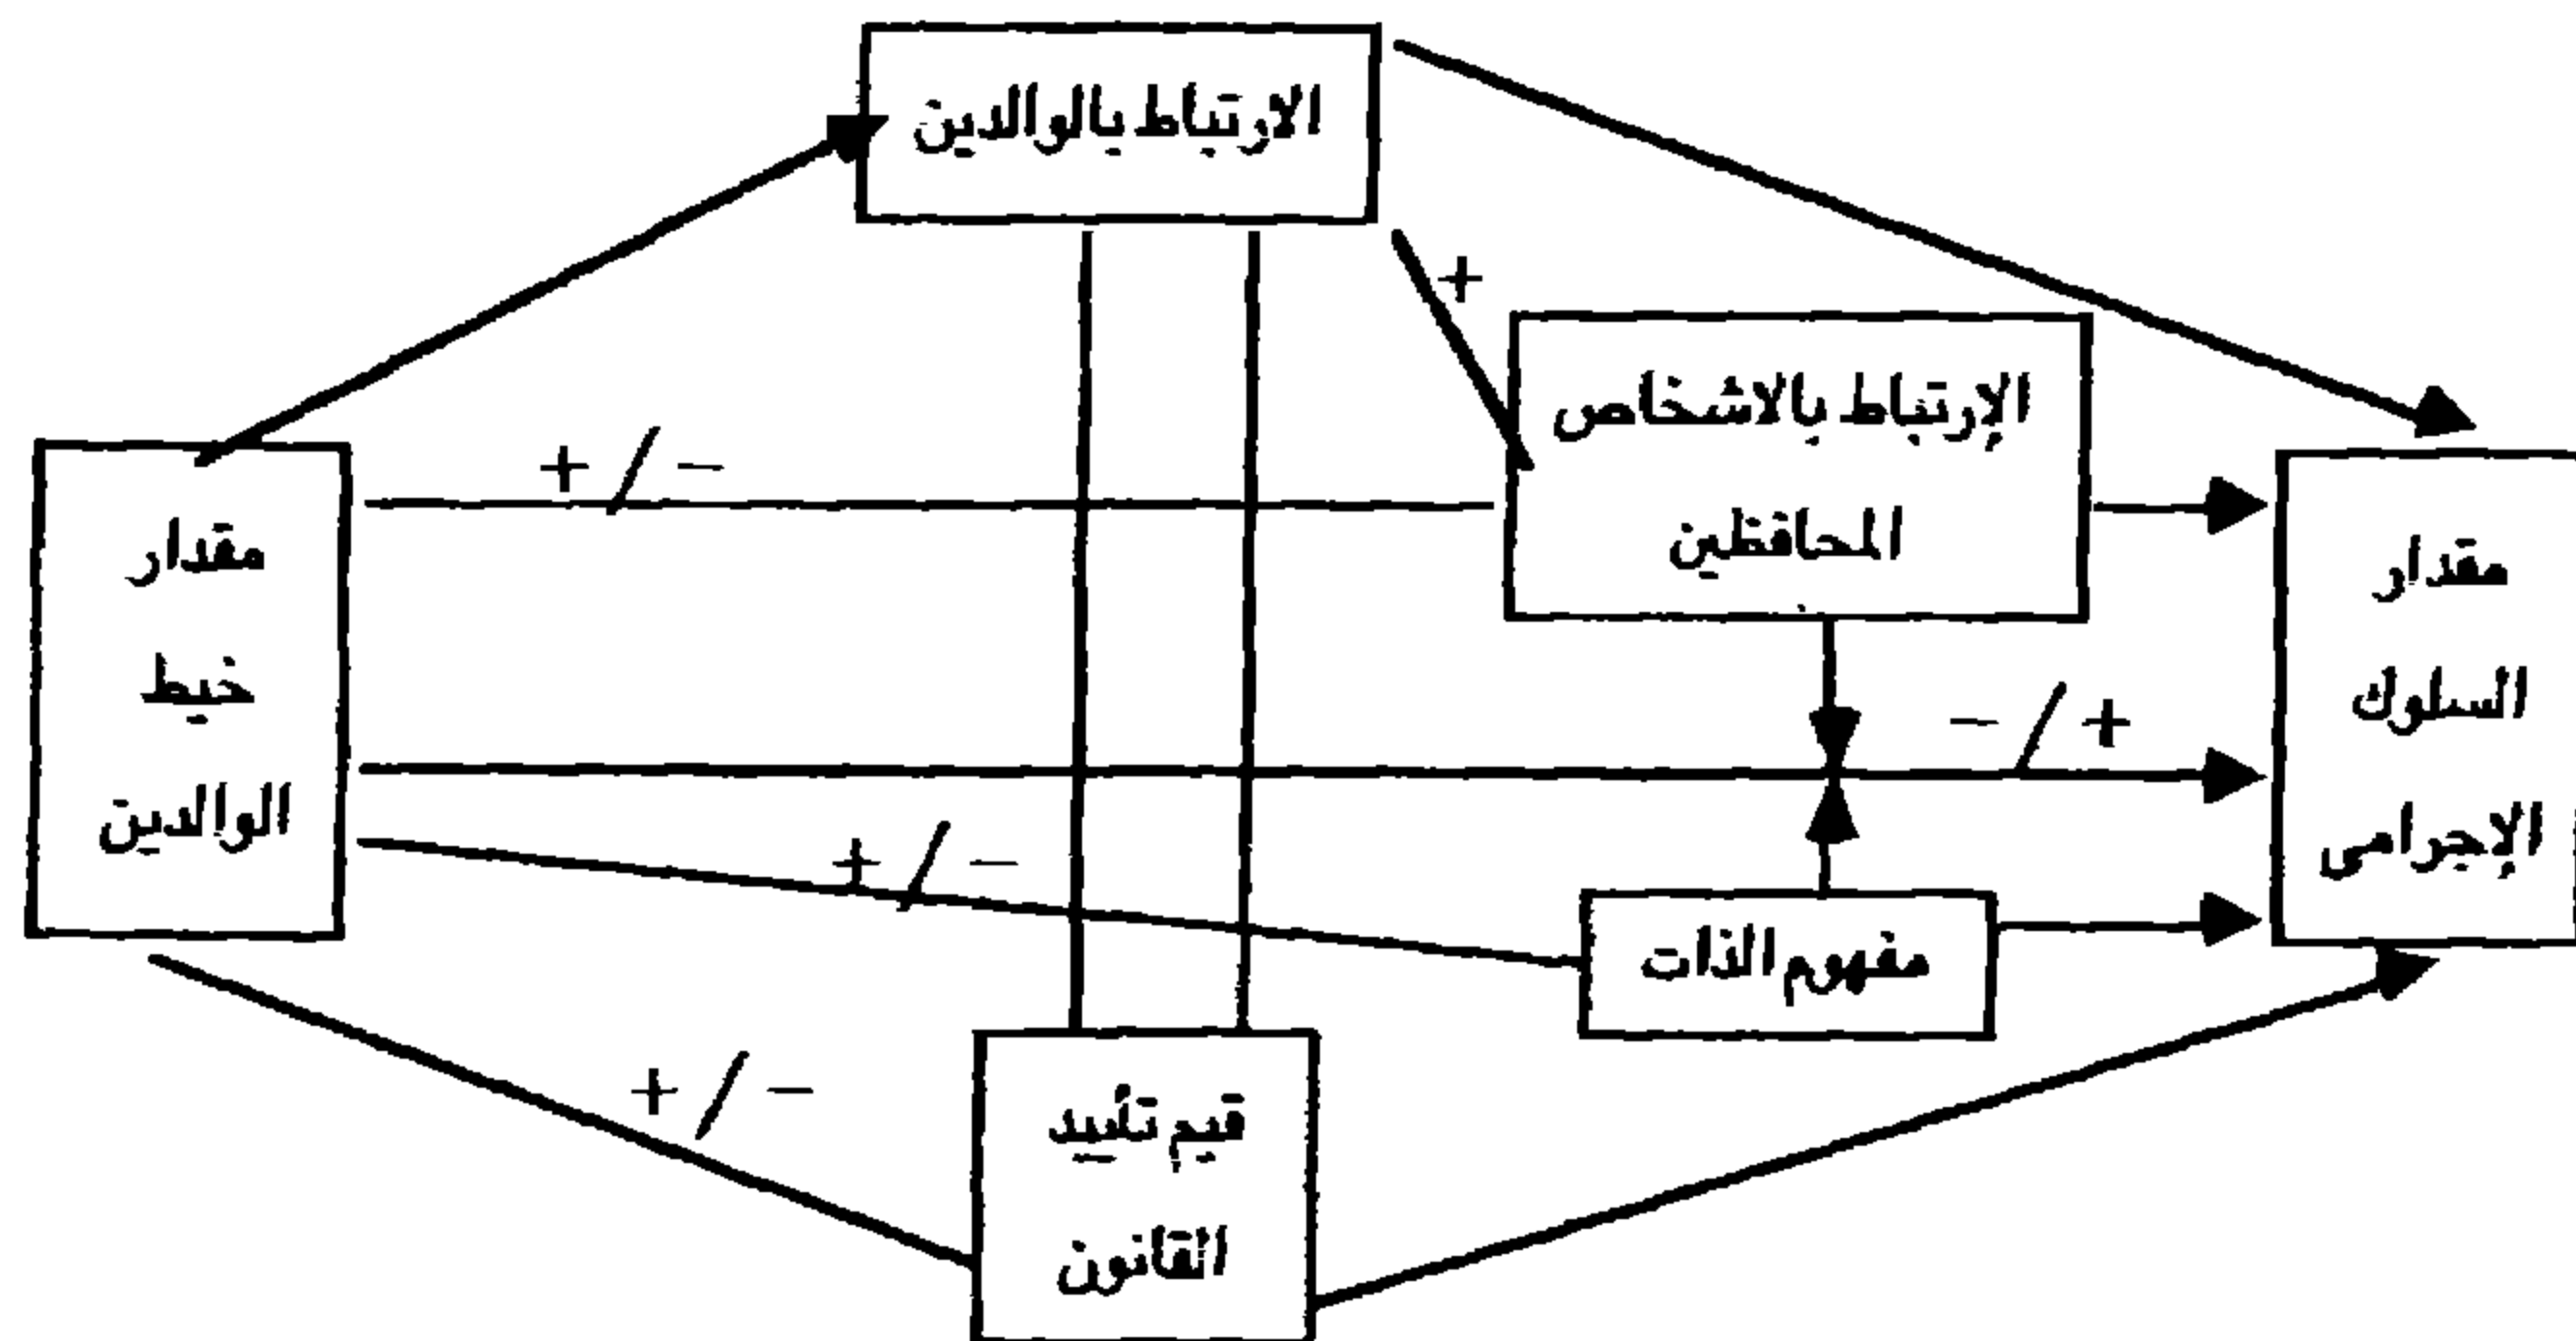 الارتباط بالوالدين
+
الإرتباط بالاشخاص
المحافظين
+ / −
مقدار
خيط
الوالدين
مقدار
السلوك
الإجرامى
− / +
+ / −
مفهوم الذات
+ / −
قيم تأييد
القانون